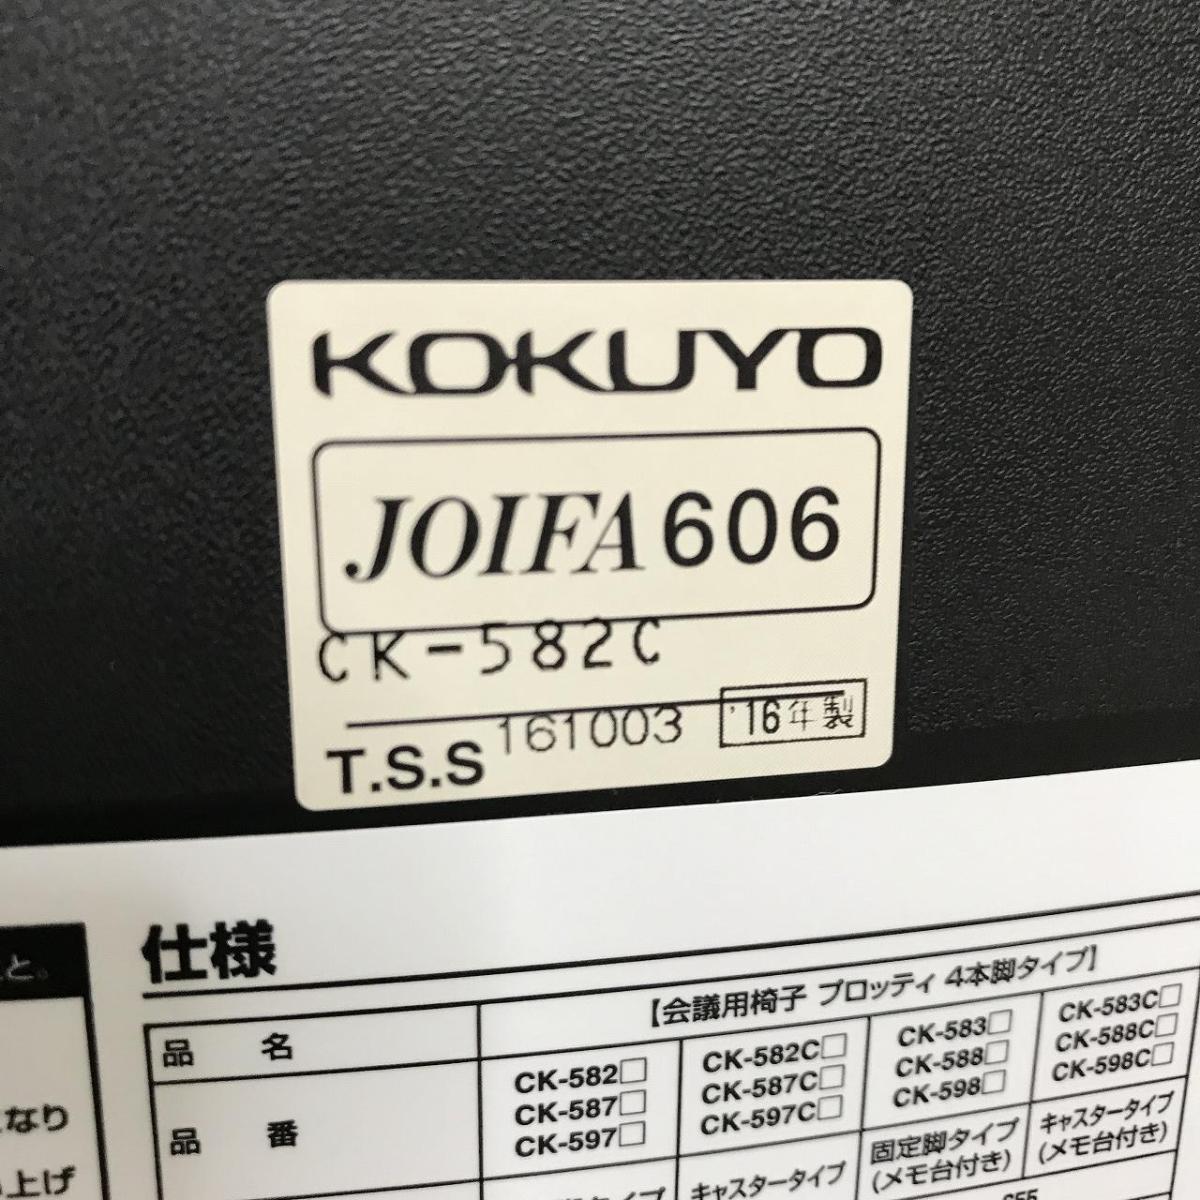 KOKUYO
JOIFA 606
CK-582C
T.S.S 161003 '16年製
と。
なり
上げ
仕様
品名 【会議用椅子 プロッティ 4本脚タイプ】
品番
CK-582□
CK-587□
CK-597□
CK-582C□
CK-587C□
CK-597C□
CK-583□
CK-588□
CK-598□
CK-583C□
CK-588C□
CK-598C□
キャスタータイプ
固定脚タイプ
(メモ台付き)
キャスタータイプ
(メモ台付き)